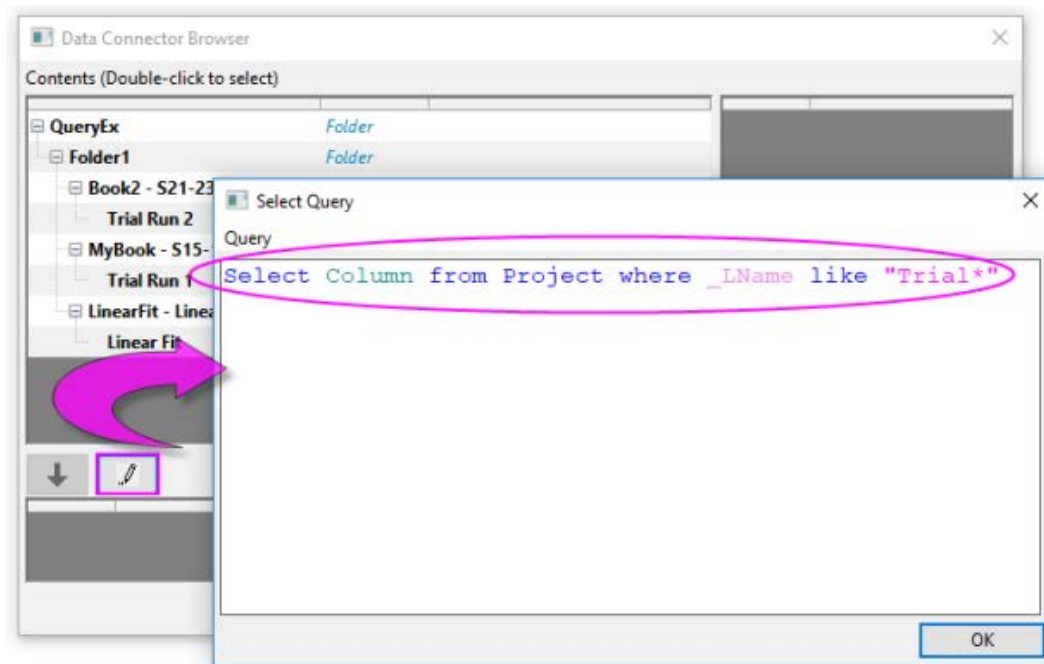 Data Connector Browser
Contents (Double-click to select)
QueryEx Folder
Folder1 Folder
Book2 - S21-23
Trial Run 2
MyBook - S15-
Trial Run 1
LinearFit - Linea
Linear Fit
Select Query
Query
Select Column from Project where _LName like "Trial*"
OK